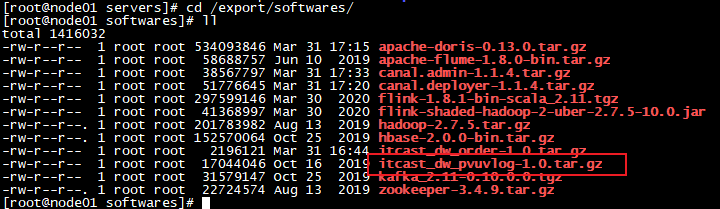 [root@node01 servers]# cd /export/softwares/
[root@node01 softwares]# ll
total 1416032
-rw-r--r-- 1 root root 534093846 Mar 31 17:15 apache-doris-0.13.0.tar.gz
-rw-r--r-- 1 root root 58688757 Jun 10 2019 apache-flume-1.8.0-bin.tar.gz
-rw-r--r-- 1 root root 38567797 Mar 31 17:33 canal.admin-1.1.4.tar.gz
-rw-r--r-- 1 root root 51776645 Mar 31 17:20 canal.deployer-1.1.4.tar.gz
-rw-r--r-- 1 root root 297599146 Mar 30 2020 flink-1.8.1-bin-scala_2.11.tgz
-rw-r--r-- 1 root root 41368997 Mar 30 2020 flink-shaded-hadoop-2-uber-2.7.5-10.0.jar
-rw-r--r--. 1 root root 201783982 Aug 13 2019 hadoop-2.7.5.tar.gz
-rw-r--r--. 1 root root 152570064 Oct 25 2019 hbase-2.0.0-bin.tar.gz
-rw-r--r-- 1 root root 2196121 Mar 31 16:44 itcast_dw_order-1.0.tar.gz
-rw-r--r-- 1 root root 17044046 Oct 16 2019 itcast_dw_pvuvlog-1.0.tar.gz
-rw-r--r--. 1 root root 31579147 Oct 25 2019 kafka_2.11-0.10.0.0.tgz
-rw-r--r--. 1 root root 22724574 Aug 13 2019 zookeeper-3.4.9.tar.gz
[root@node01 softwares]#